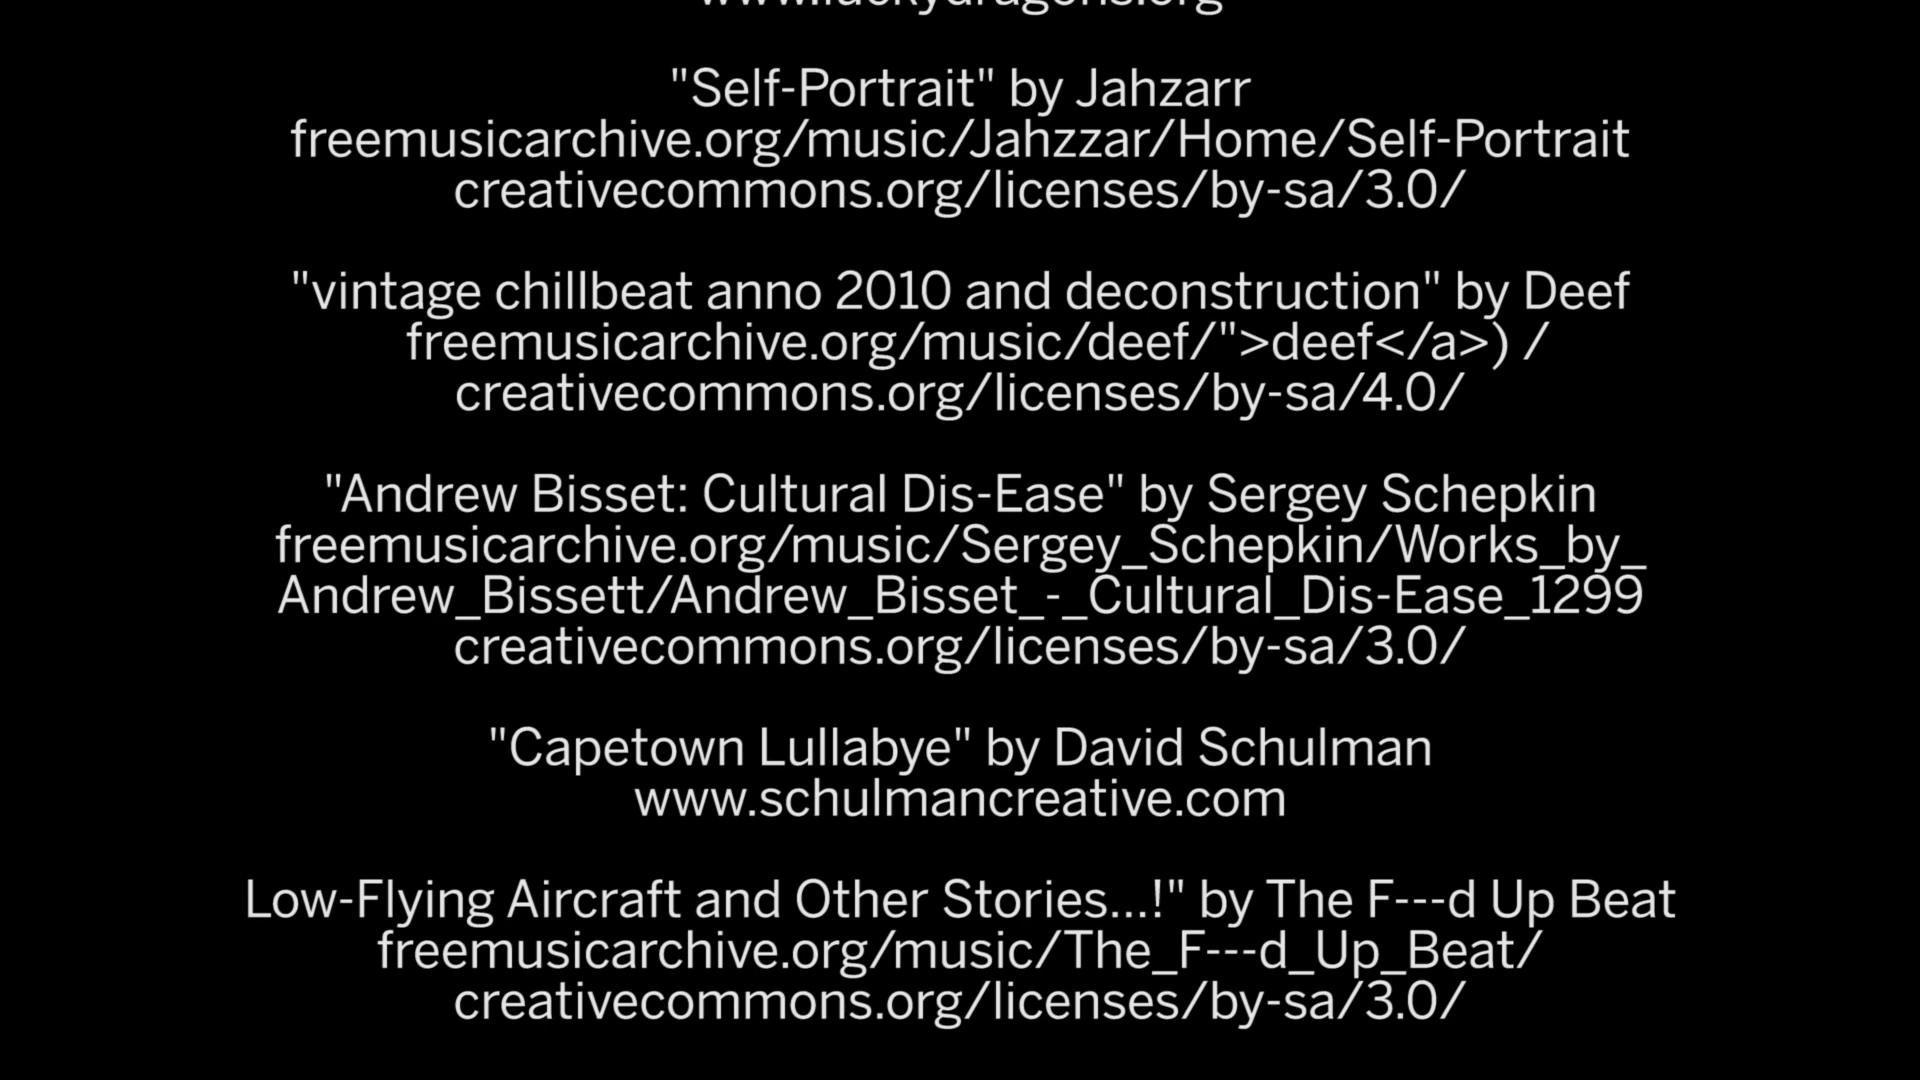 www.luckydragons.org
"Self-Portrait" by Jahzarr
freemusicarchive.org/music/Jahzzar/Home/Self-Portrait
creativecommons.org/licenses/by-sa/3.0/
"vintage chillbeat anno 2010 and deconstruction" by Deef
freemusicarchive.org/music/deef/">deef</a>) /
creativecommons.org/licenses/by-sa/4.0/
"Andrew Bisset: Cultural Dis-Ease" by Sergey Schepkin
freemusicarchive.org/music/Sergey_Schepkin/Works_by_
Andrew_Bissett/Andrew_Bisset_-_Cultural_Dis-Ease_1299
creativecommons.org/licenses/by-sa/3.0/
"Capetown Lullabye" by David Schulman
www.schulmancreative.com
Low-Flying Aircraft and Other Stories...!" by The F---d Up Beat
freemusicarchive.org/music/The_F---d_Up_Beat/
creativecommons.org/licenses/by-sa/3.0/